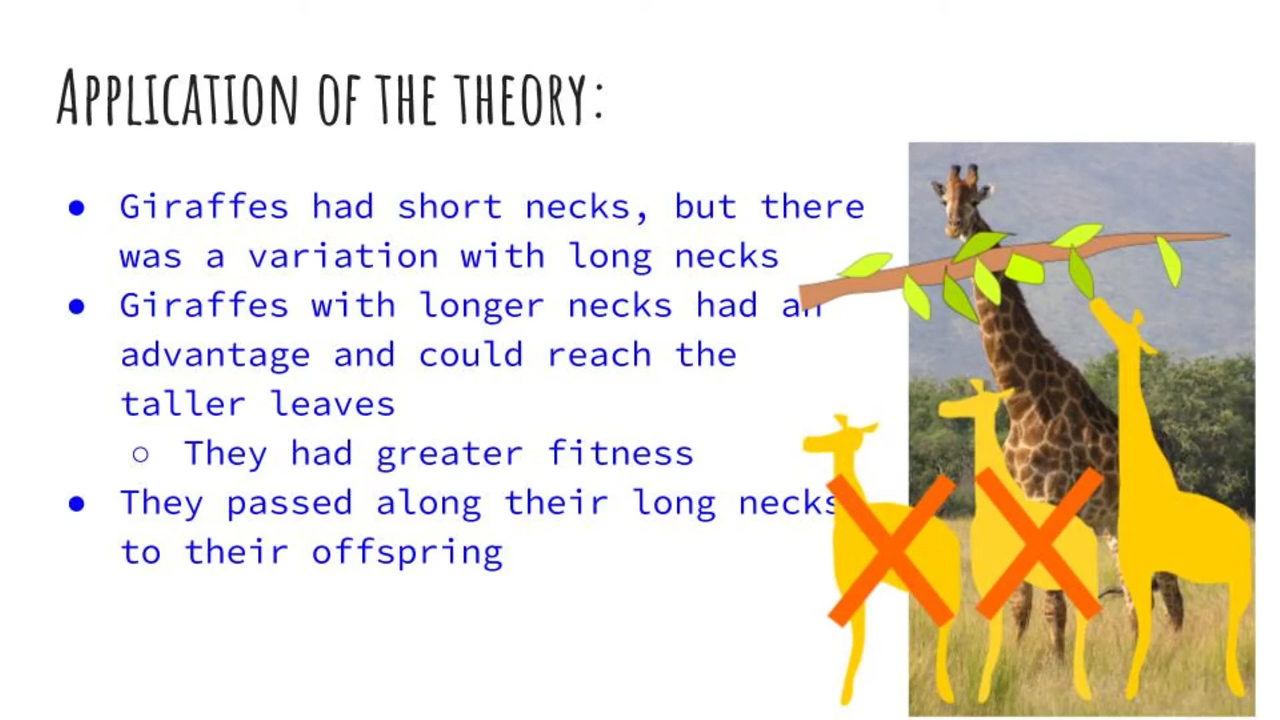 APPLICATION OF THE THEORY:
● Giraffes had short necks, but there
was a variation with long necks
● Giraffes with longer necks had an
advantage and could reach the
taller leaves
○ They had greater fitness
● They passed along their long necks
to their offspring